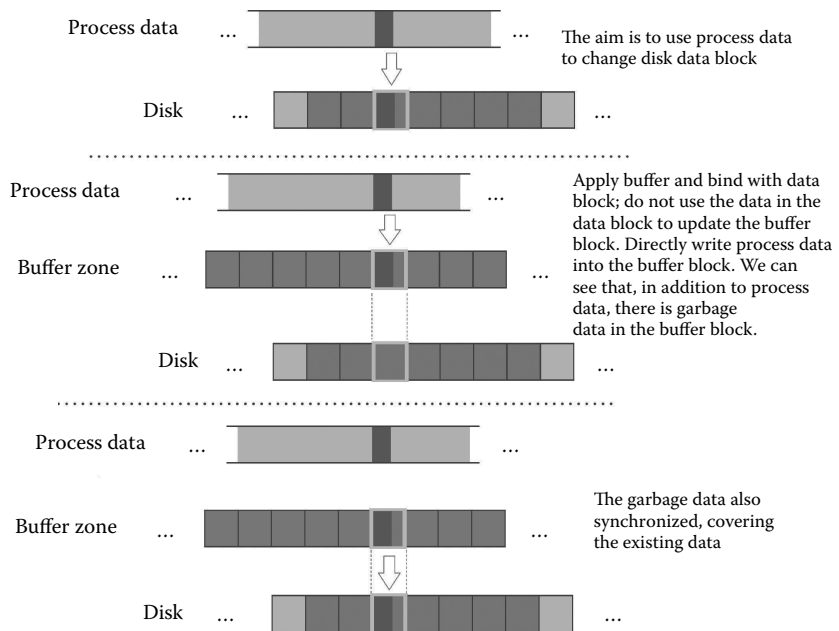 Process data ... ...
The aim is to use process data
to change disk data block
Disk ... ...
Process data ... ...
Apply buffer and bind with data
block; do not use the data in the
data block to update the buffer
block. Directly write process data
into the buffer block. We can
see that, in addition to process
data, there is garbage
data in the buffer block.
Buffer zone ... ...
Disk ... ...
Process data ... ...
Buffer zone ... ...
The garbage data also
synchronized, covering
the existing data
Disk ... ...